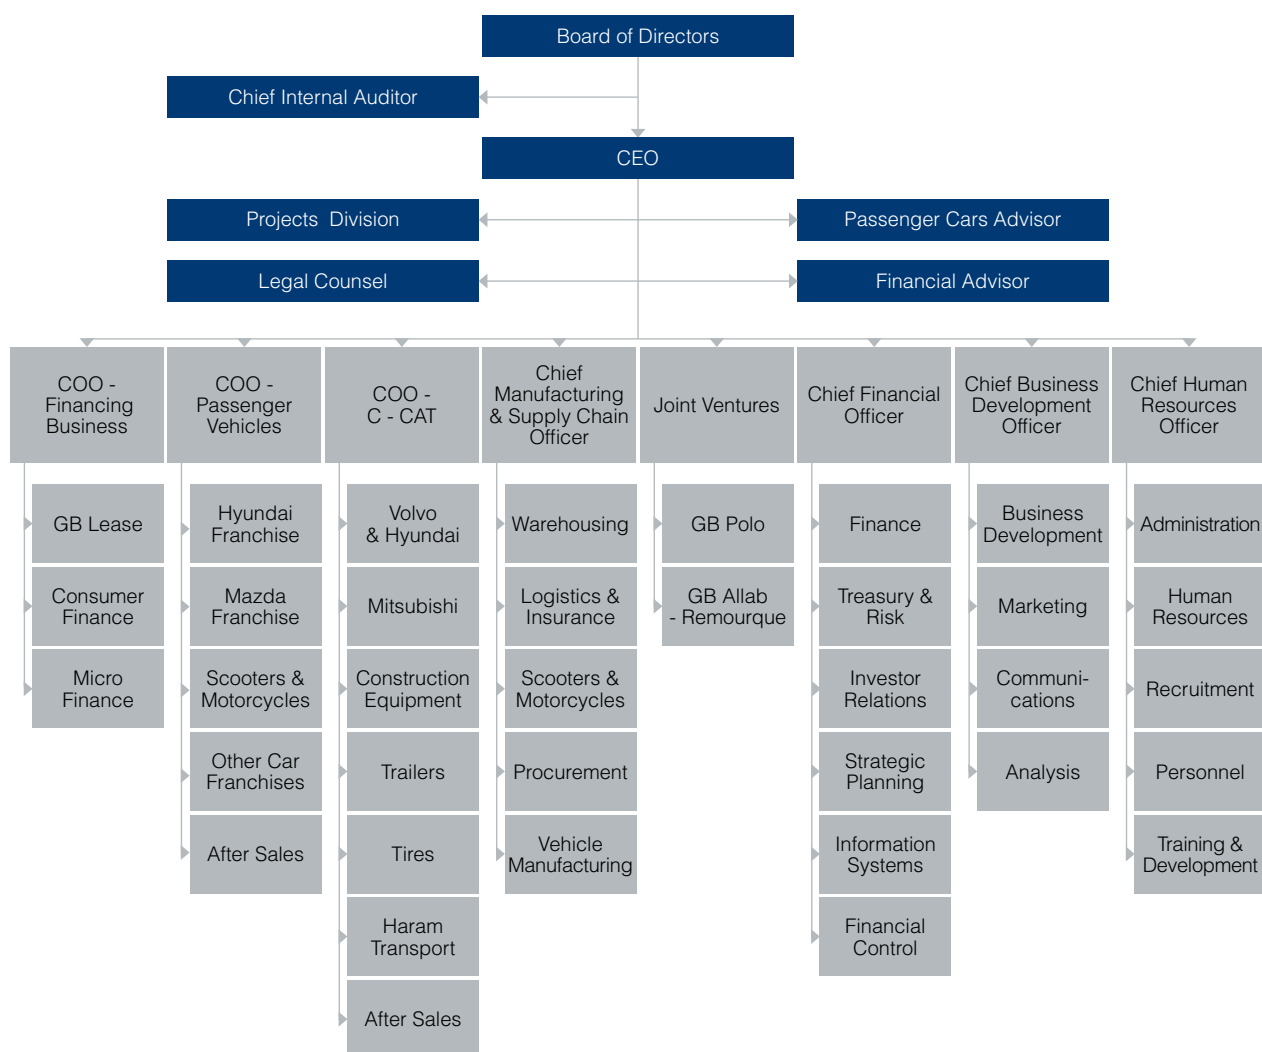 Board of Directors
Chief Internal Auditor
CEO
Projects Division
Passenger Cars Advisor
Legal Counsel
Financial Advisor
COO -
Financing
Business
COO -
Passenger
Vehicles
COO -
C - CAT
Chief
Manufacturing
& Supply Chain
Officer
Joint Ventures
Chief Financial
Officer
Chief Business
Development
Officer
Chief Human
Resources
Officer
GB Lease
Consumer
Finance
Micro
Finance
Hyundai
Franchise
Mazda
Franchise
Scooters &
Motorcycles
Other Car
Franchises
After Sales
Volvo
& Hyundai
Mitsubishi
Construction
Equipment
Trailers
Tires
Haram
Transport
After Sales
Warehousing
Logistics &
Insurance
Scooters &
Motorcycles
Procurement
Vehicle
Manufacturing
GB Polo
GB Allab
- Remourque
Finance
Treasury &
Risk
Investor
Relations
Strategic
Planning
Information
Systems
Financial
Control
Business
Development
Marketing
Communi-
cations
Analysis
Administration
Human
Resources
Recruitment
Personnel
Training &
Development